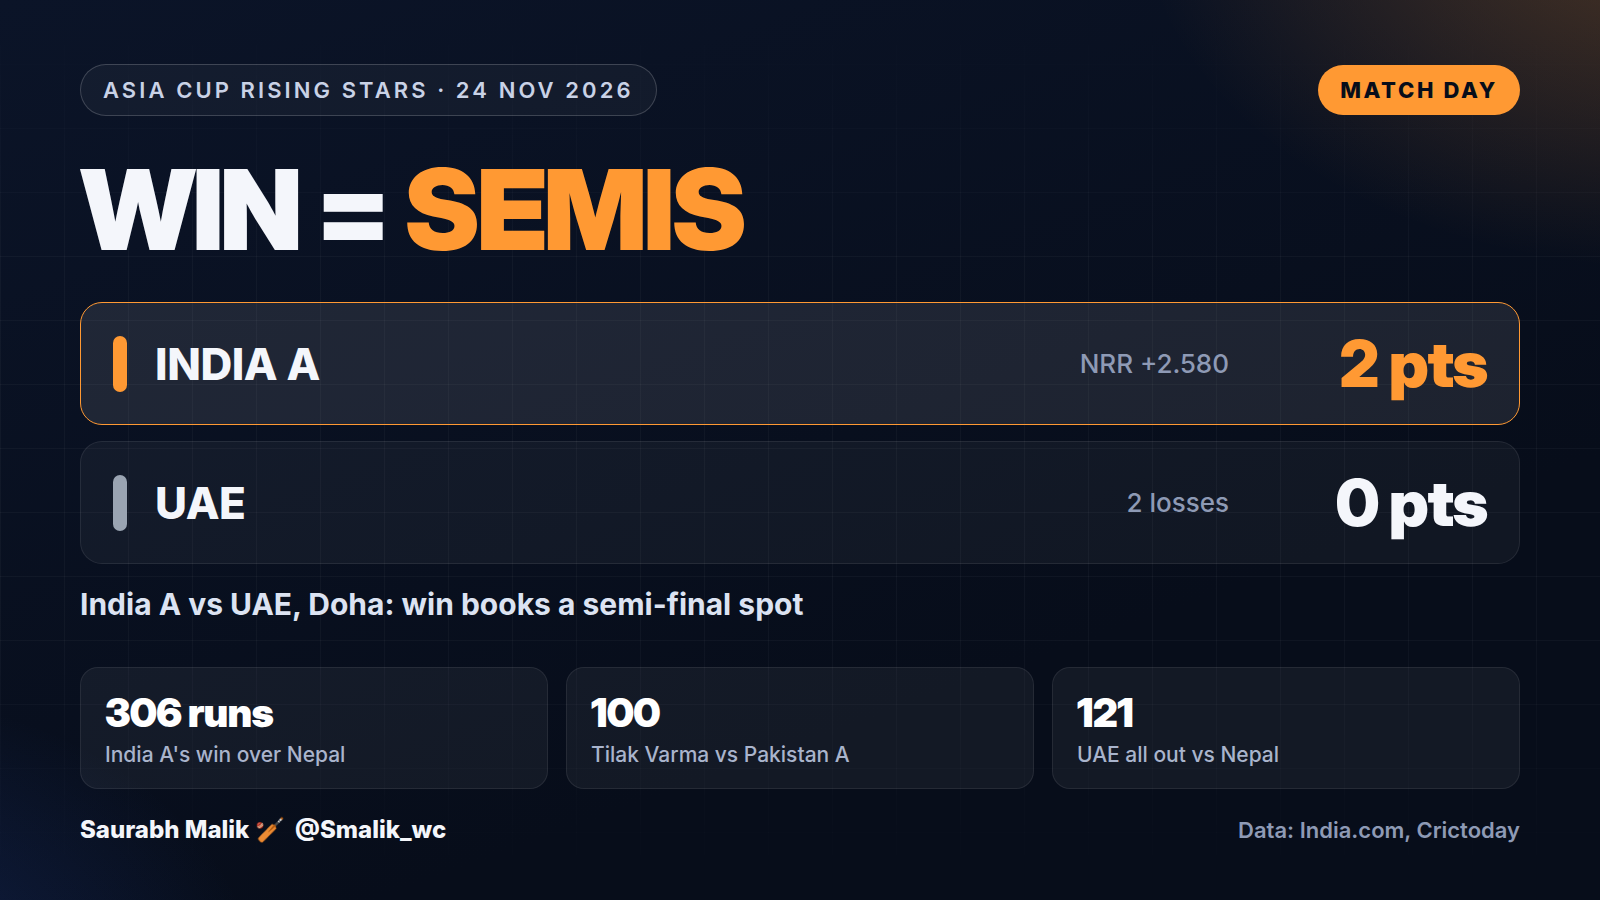 ASIA CUP RISING STARS · 24 NOV 2026
MATCH DAY
WIN = SEMIS
INDIA A
NRR +2.580
2 pts
UAE
2 losses
0 pts
India A vs UAE, Doha: win books a semi-final spot
306 runs
India A's win over Nepal
100
Tilak Varma vs Pakistan A
121
UAE all out vs Nepal
Saurabh Malik 🏏 @Smalik_wc
Data: India.com, Crictoday